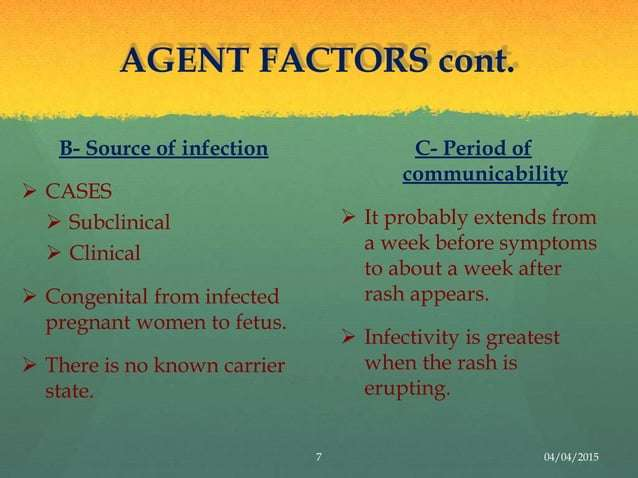 AGENT FACTORS cont.
B- Source of infection
➢ CASES
➢ Subclinical
➢ Clinical
➢ Congenital from infected
pregnant women to fetus.
➢ There is no known carrier
state.
C- Period of
communicability
➢ It probably extends from
a week before symptoms
to about a week after
rash appears.
➢ Infectivity is greatest
when the rash is
erupting.
7
04/04/2015